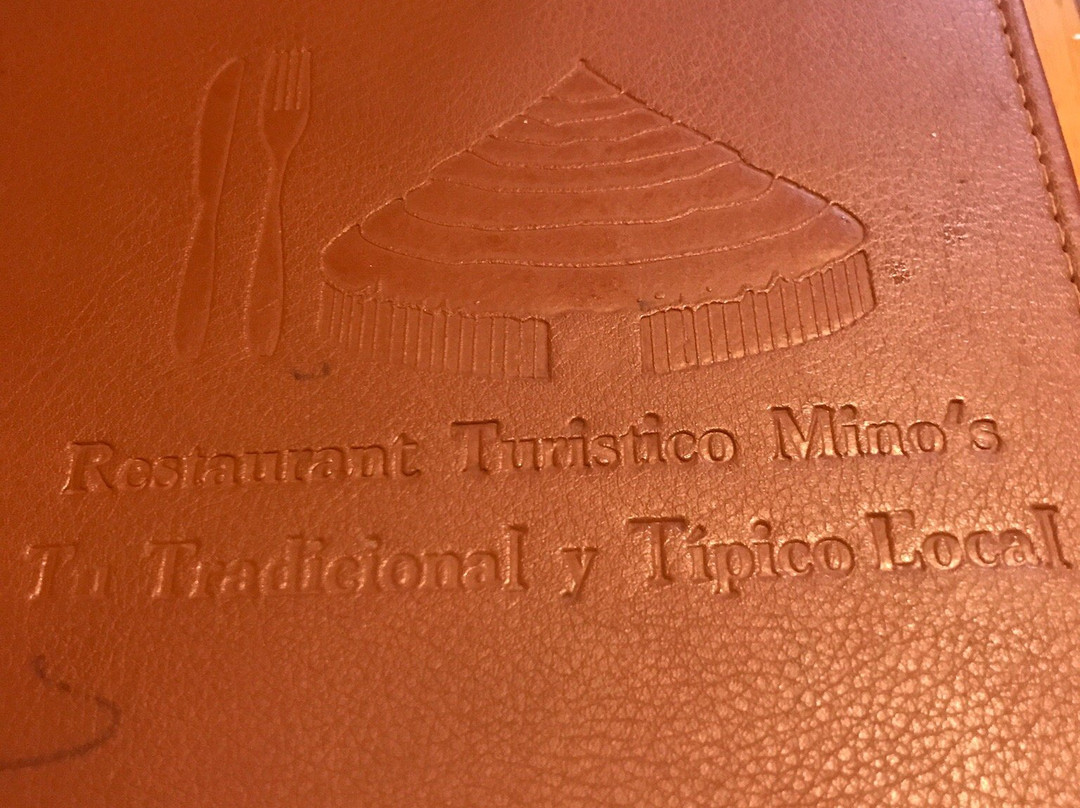 Restaurant Turistico Mino's
Tu Tradicional y Típico Local